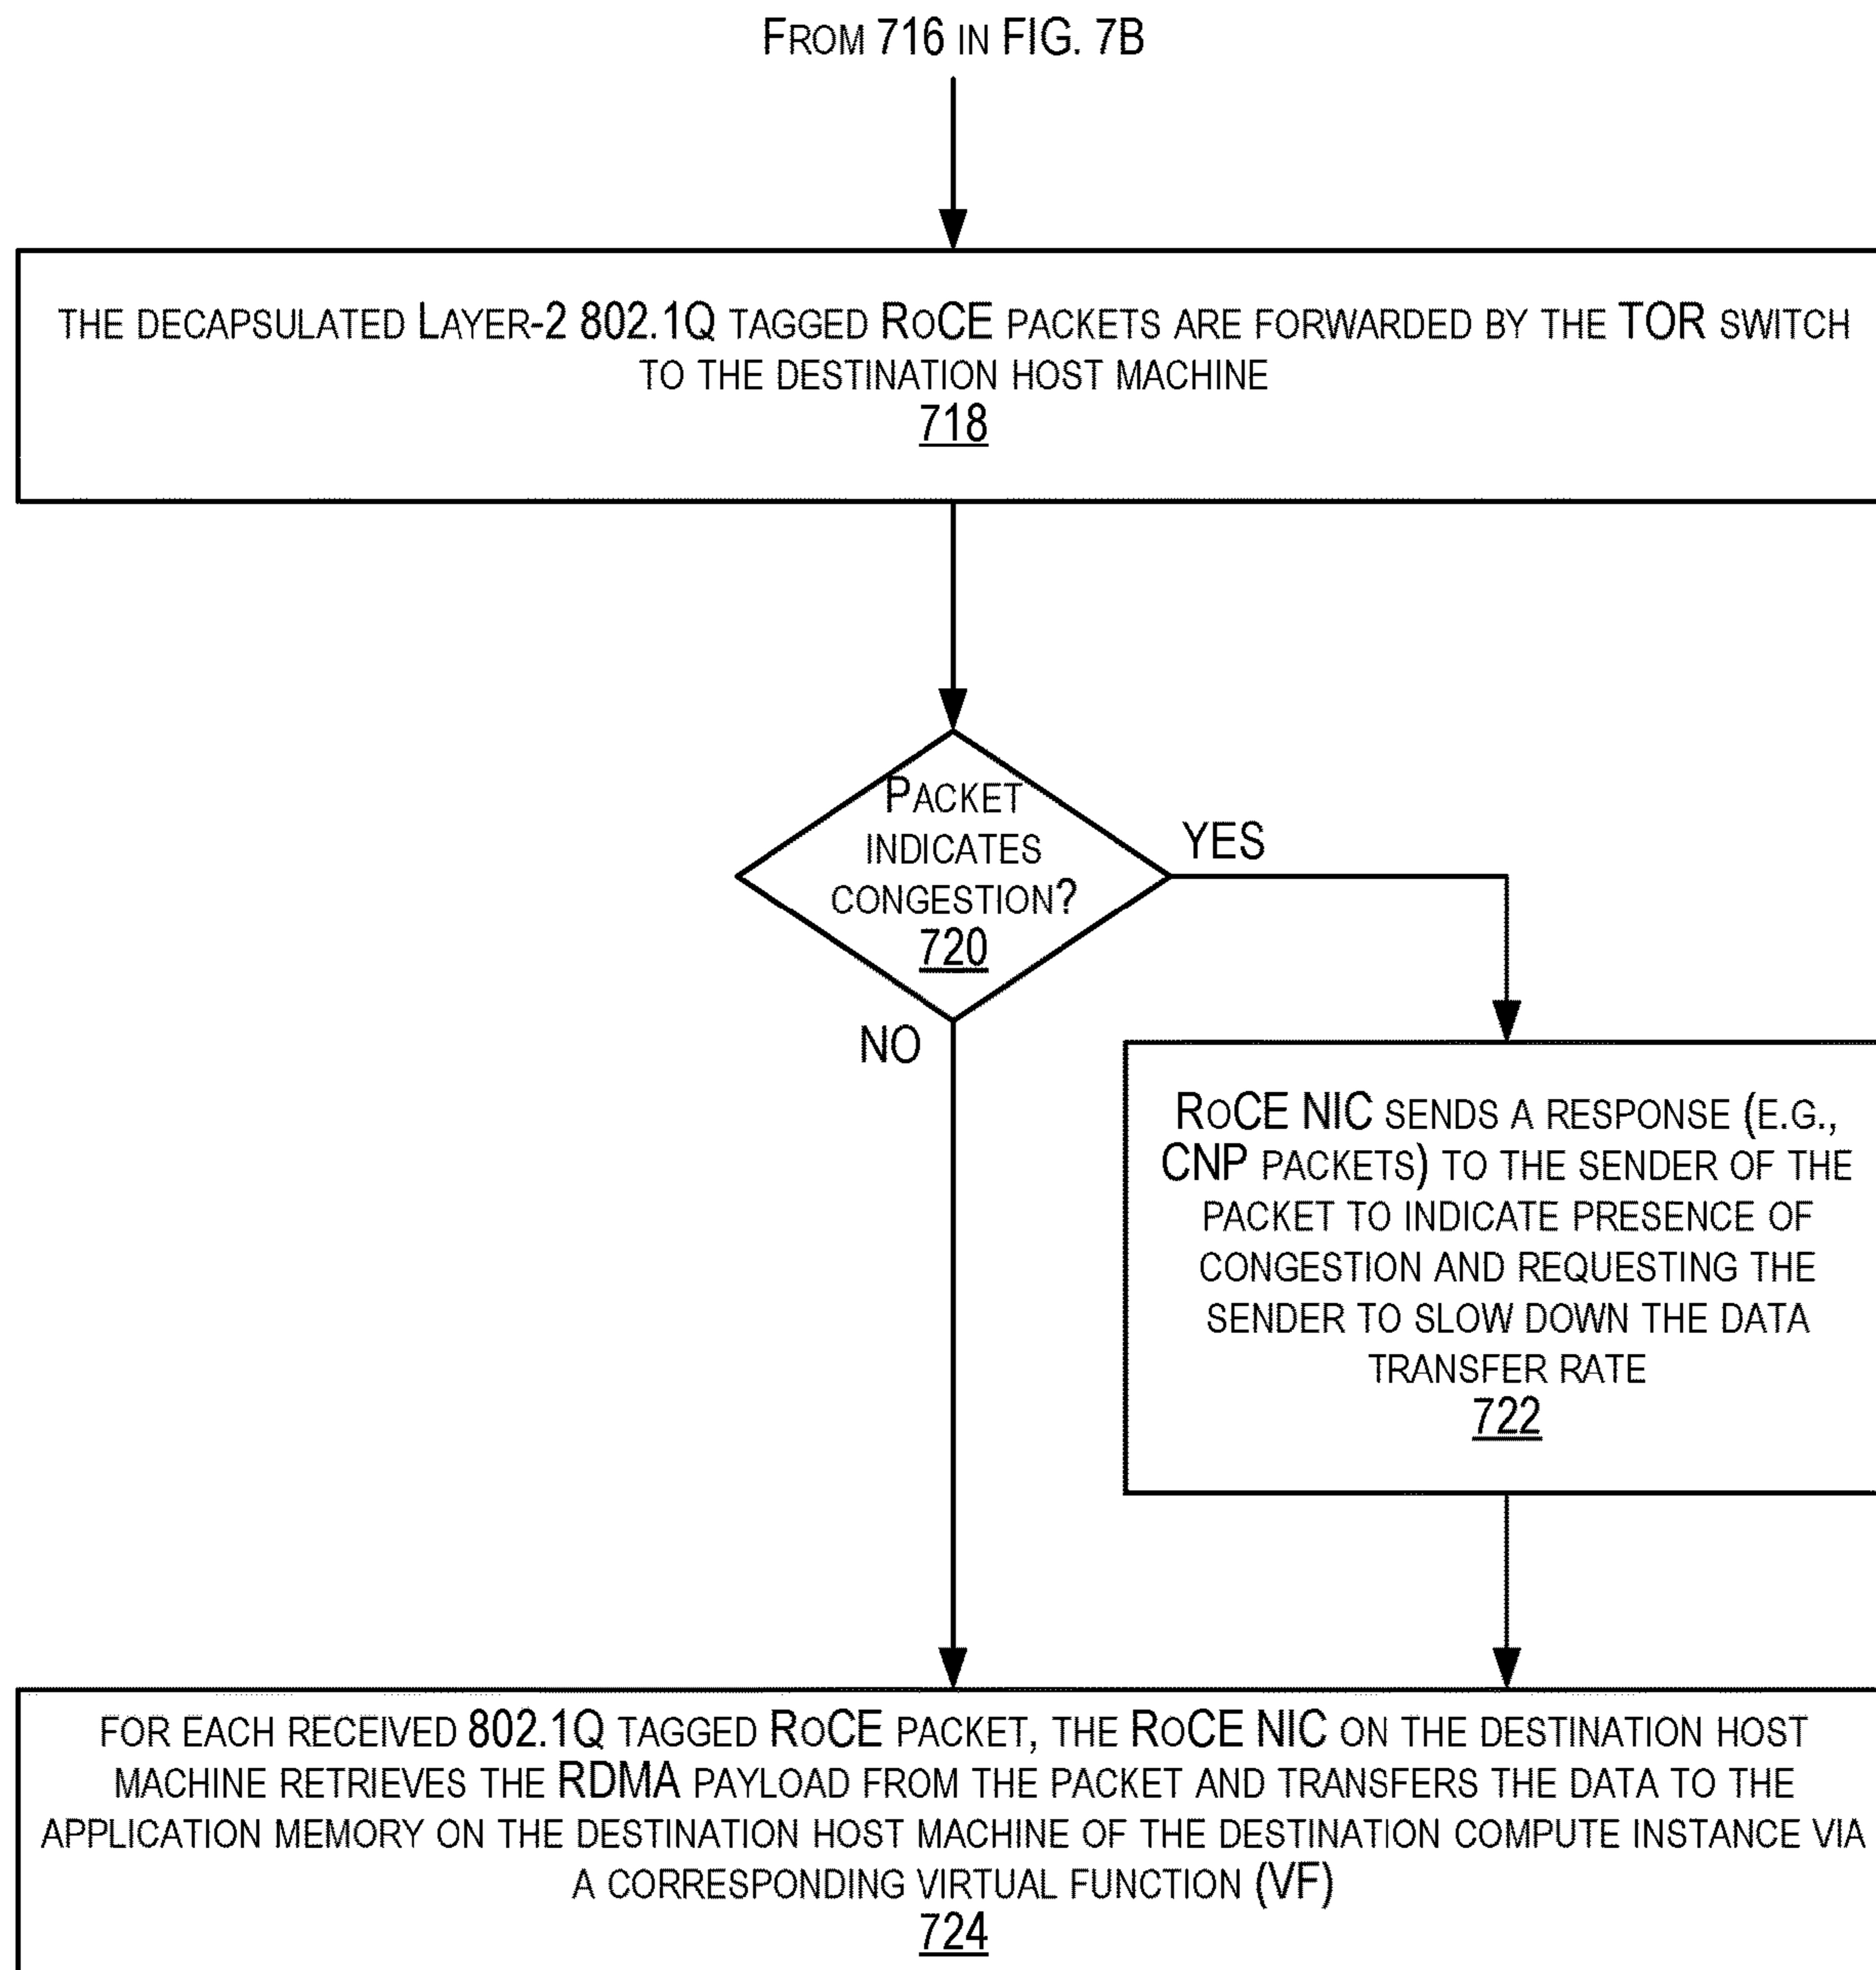 FROM 716 IN FIG. 7B
THE DECAPSULATED LAYER-2 802.1Q TAGGED ROCE PACKETS ARE FORWARDED BY THE TOR SWITCH
TO THE DESTINATION HOST MACHINE
718
PACKET
INDICATES
CONGESTION?
720
YES
NO
ROCE NIC SENDS A RESPONSE (E.G.,
CNP PACKETS) TO THE SENDER OF THE
PACKET TO INDICATE PRESENCE OF
CONGESTION AND REQUESTING THE
SENDER TO SLOW DOWN THE DATA
TRANSFER RATE
722
FOR EACH RECEIVED 802.1Q TAGGED ROCE PACKET, THE ROCE NIC ON THE DESTINATION HOST
MACHINE RETRIEVES THE RDMA PAYLOAD FROM THE PACKET AND TRANSFERS THE DATA TO THE
APPLICATION MEMORY ON THE DESTINATION HOST MACHINE OF THE DESTINATION COMPUTE INSTANCE VIA
A CORRESPONDING VIRTUAL FUNCTION (VF)
724